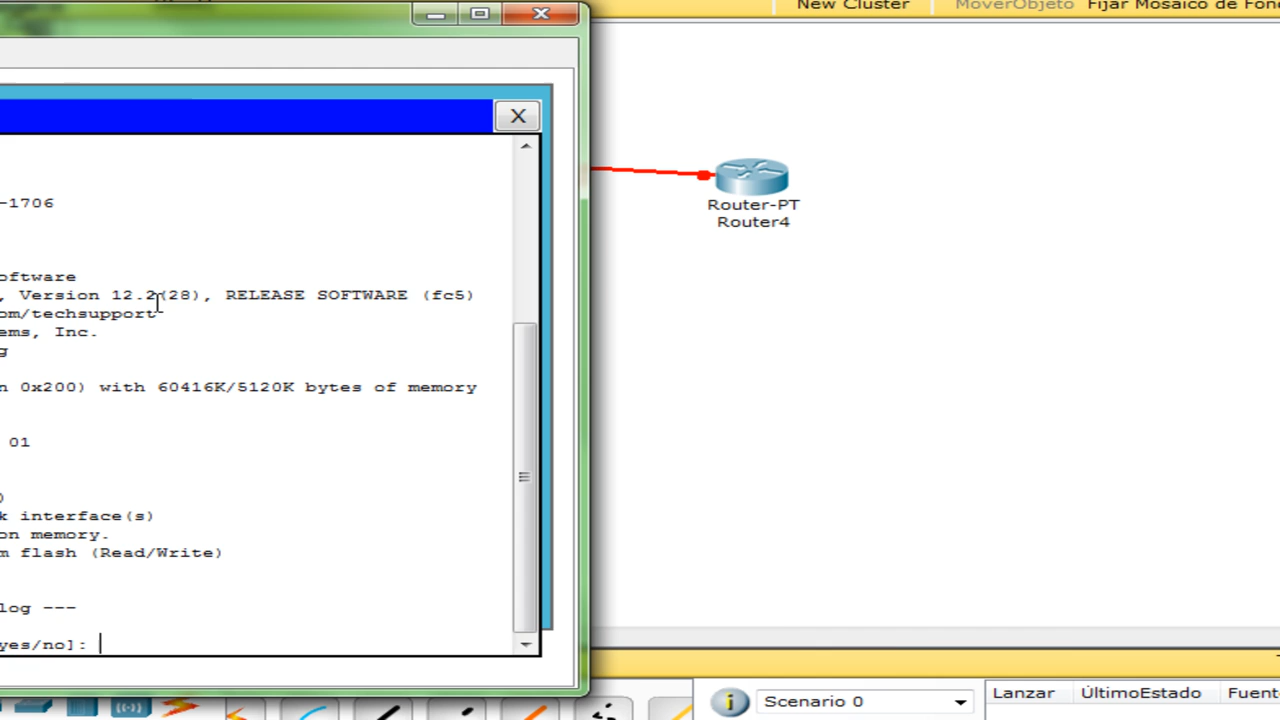 New Cluster MoverObjeto Fijar Mosaico de Fond
X
-1706
oftware
, Version 12.2(28), RELEASE SOFTWARE (fc5)
om/techsupport
ems, Inc.
g
n 0x200) with 60416K/5120K bytes of memory
01
)
k interface(s)
on memory.
m flash (Read/Write)
log ---
yes/no]:
Router-PT
Router4
i Scenario 0
Lanzar ÚltimoEstado Fuent